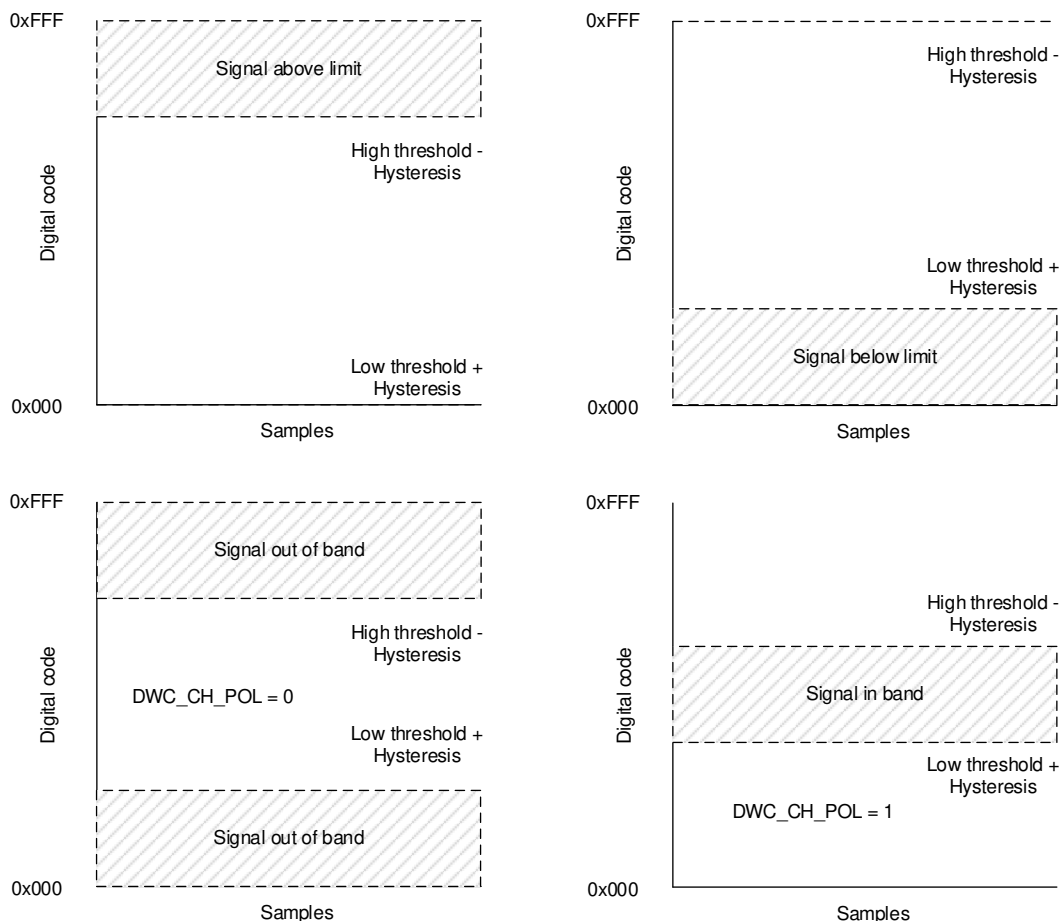 0xFFF
Signal above limit
High threshold -
Hysteresis
Digital code
Low threshold +
Hysteresis
0x000
Samples
High threshold -
Hysteresis
Digital code
Low threshold +
Hysteresis
Signal below limit
0xFFF
0x000
Samples
0xFFF
Signal out of band
High threshold -
Hysteresis
Digital code
DWC_CH_POL = 0
Low threshold +
Hysteresis
Signal out of band
0x000
Samples
0xFFF
High threshold -
Hysteresis
Digital code
Signal in band
Low threshold +
Hysteresis
DWC_CH_POL = 1
0x000
Samples